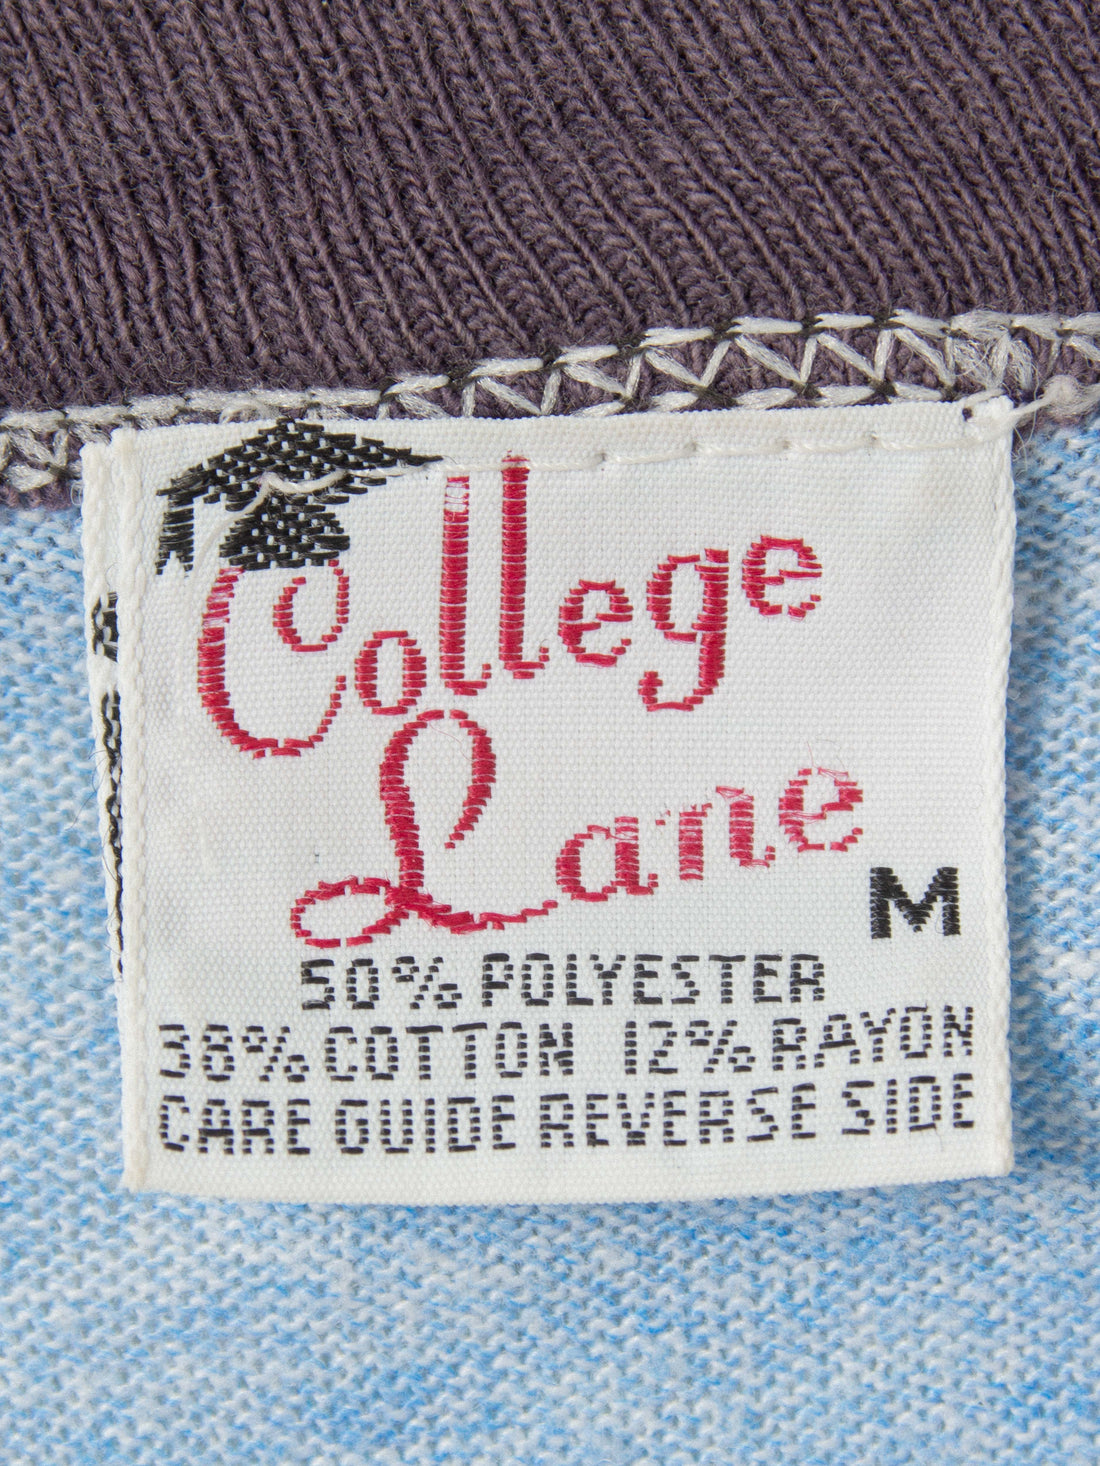 College
Lane
M
50% POLYESTER
38% COTTON 12% RAYON
CARE GUIDE REVERSE SIDE